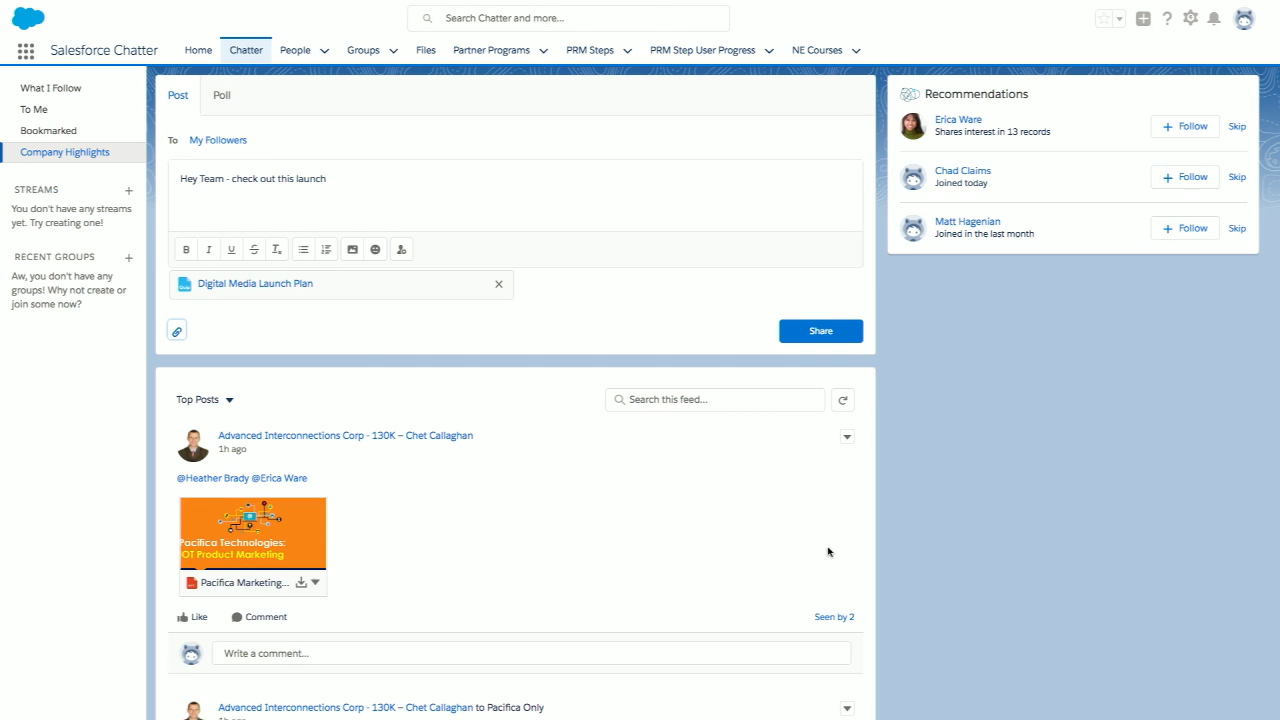 Search Chatter and more...
Salesforce Chatter
Home
Chatter
People
Groups
Files
Partner Programs
PRM Steps
PRM Step User Progress
NE Courses
What I Follow
To Me
Bookmarked
Company Highlights
STREAMS
You don't have any streams
yet. Try creating one!
RECENT GROUPS
Aw, you don't have any
groups! Why not create or
join some now?
Post
Poll
To My Followers
Hey Team - check out this launch
Digital Media Launch Plan
Share
Top Posts
Search this feed...
Advanced Interconnections Corp - 130K – Chet Callaghan
1h ago
@Heather Brady @Erica Ware
Pacifica Technologies:
IOT Product Marketing
Pacifica Marketing...
Like
Comment
Seen by 2
Write a comment...
Advanced Interconnections Corp - 130K – Chet Callaghan to Pacifica Only
1h ago
Recommendations
Erica Ware
Shares interest in 13 records
+ Follow
Skip
Chad Claims
Joined today
+ Follow
Skip
Matt Hagenian
Joined in the last month
+ Follow
Skip